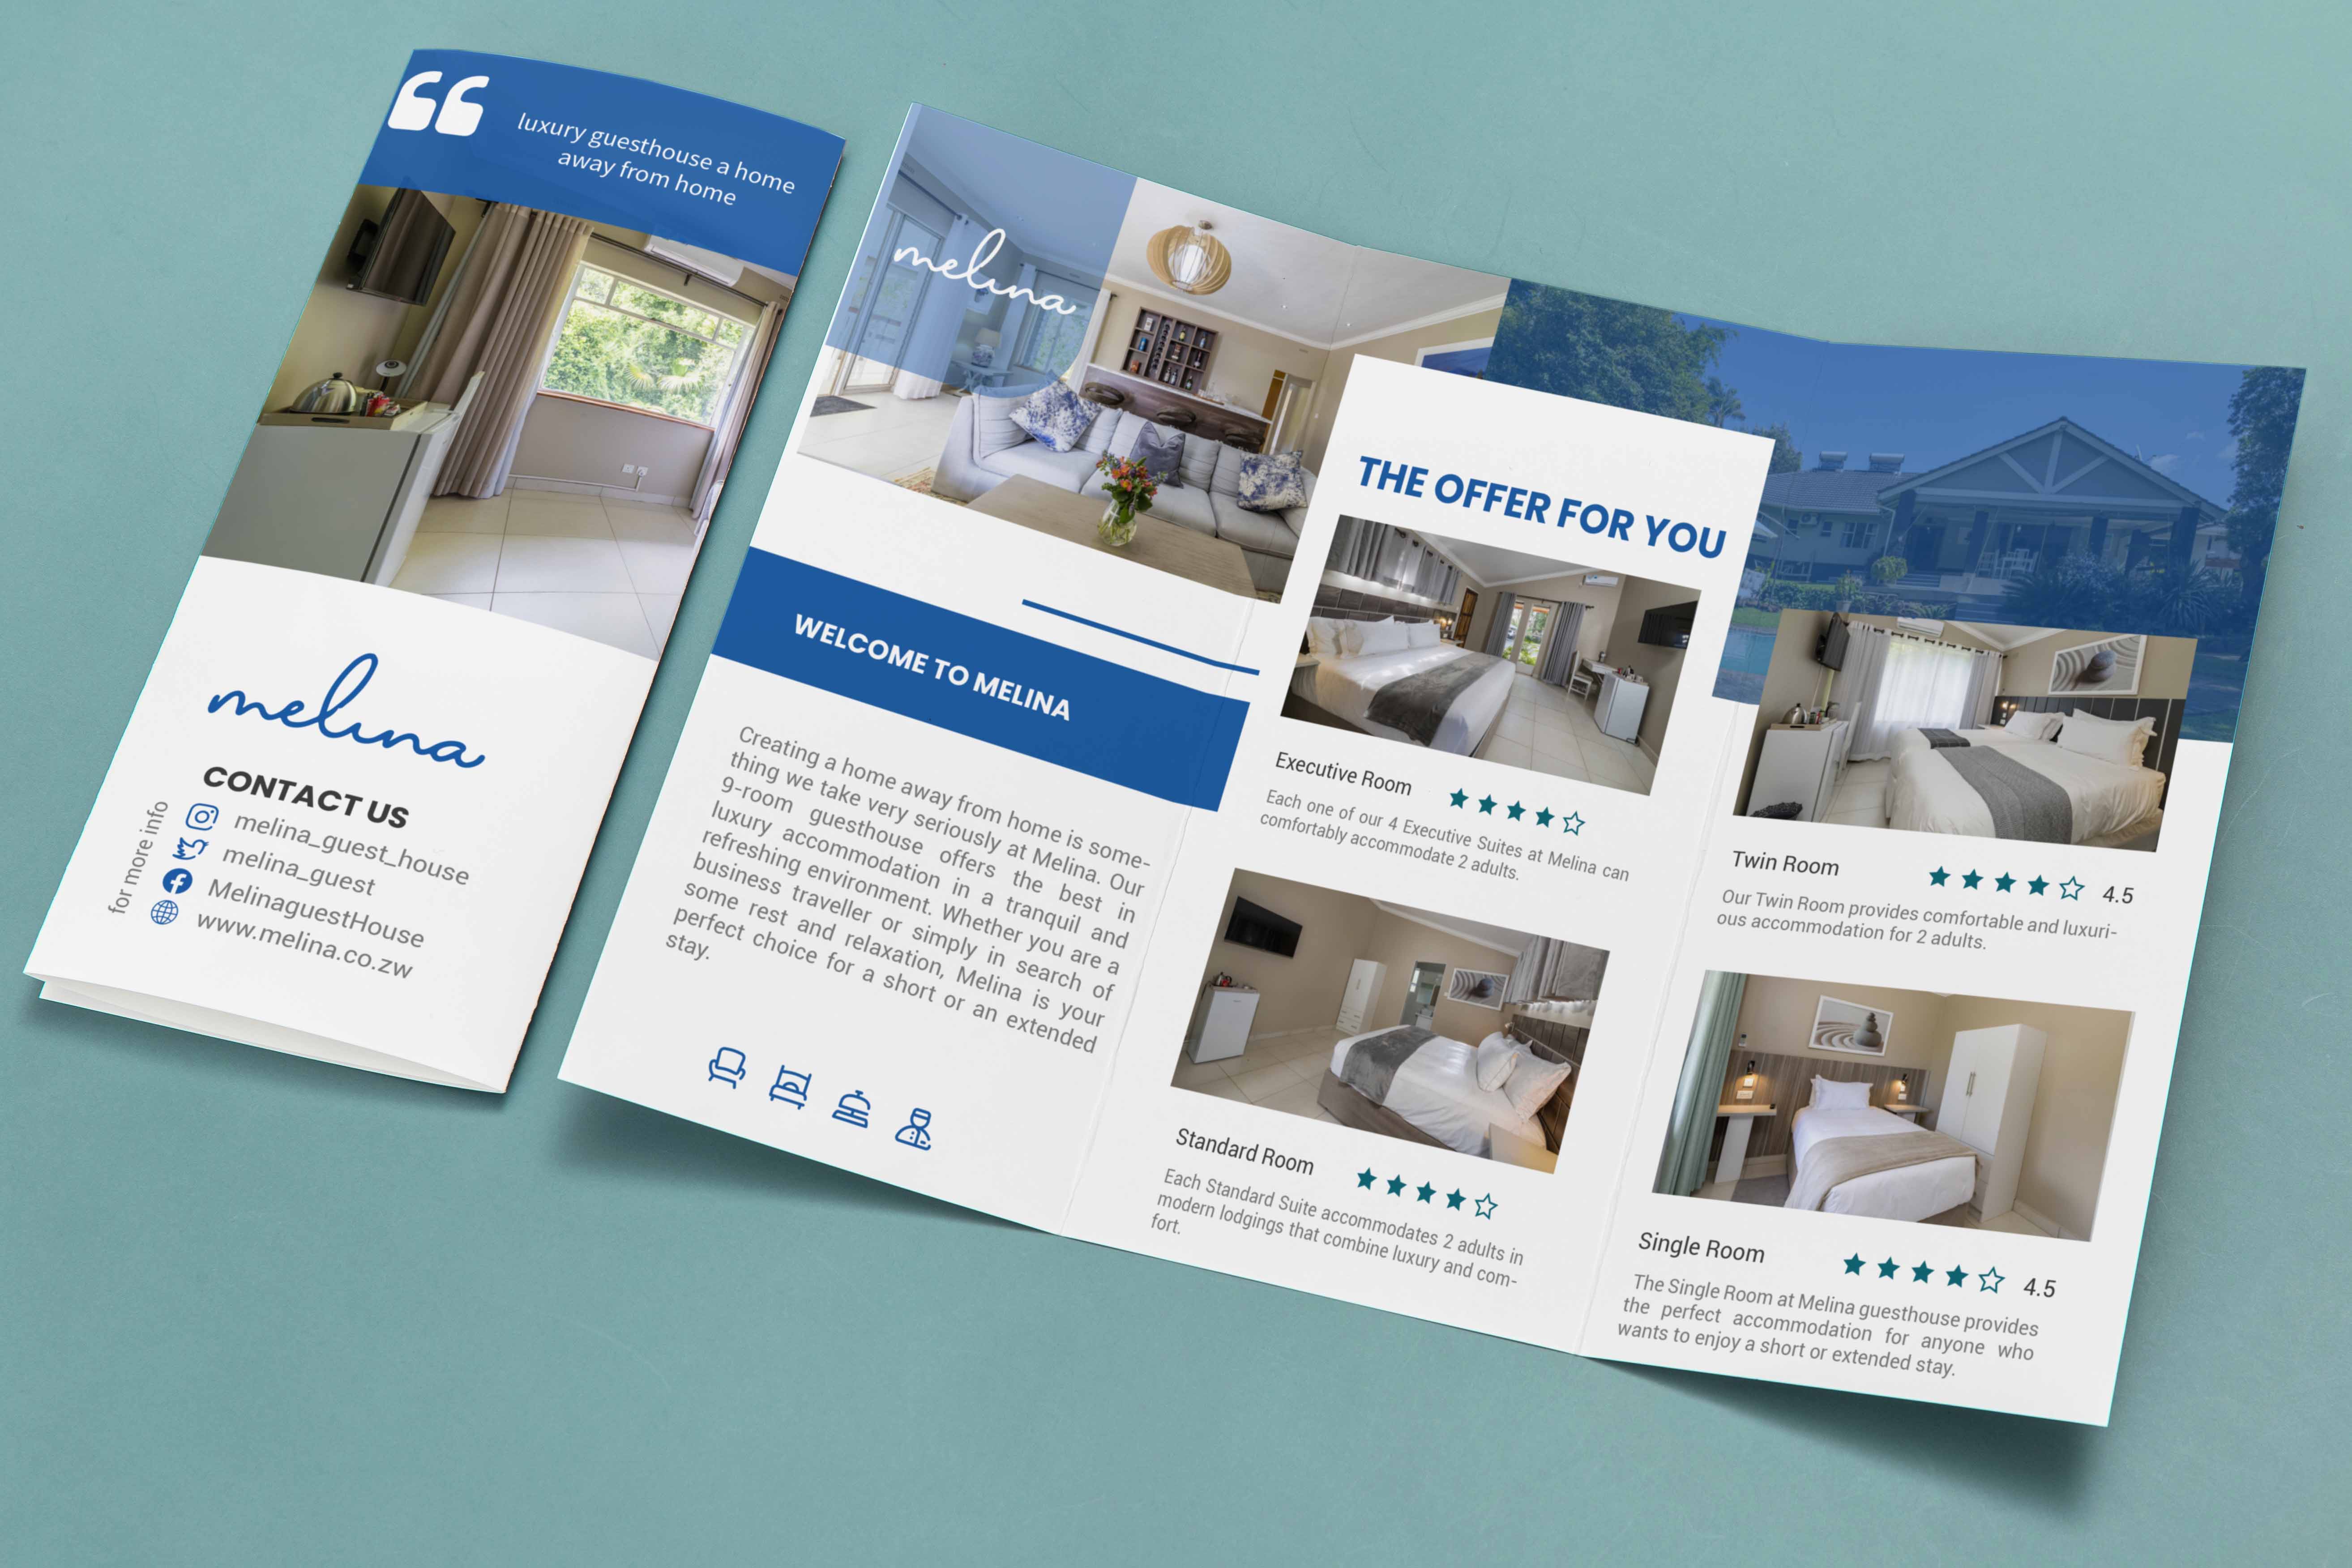 luxury guesthouse a home
away from home
melina
CONTACT US
for more info
melina_guest_house
melina_guest
MelinaguestHouse
www.melina.co.zw
melina
WELCOME TO MELINA
Creating a home away from home is some-
thing we take very seriously at Melina. Our
9-room guesthouse offers the best in
luxury accommodation in a tranquil and
refreshing environment. Whether you are a
business traveller or simply in search of
some rest and relaxation, Melina is your
perfect choice for a short or an extended
stay.
THE OFFER FOR YOU
Executive Room
Each one of our 4 Executive Suites at Melina can
comfortably accommodate 2 adults.
Standard Room
Each Standard Suite accommodates 2 adults in
modern lodgings that combine luxury and com-
fort.
Twin Room
4.5
Our Twin Room provides comfortable and luxuri-
ous accommodation for 2 adults.
Single Room
4.5
The Single Room at Melina guesthouse provides
the perfect accommodation for anyone who
wants to enjoy a short or extended stay.